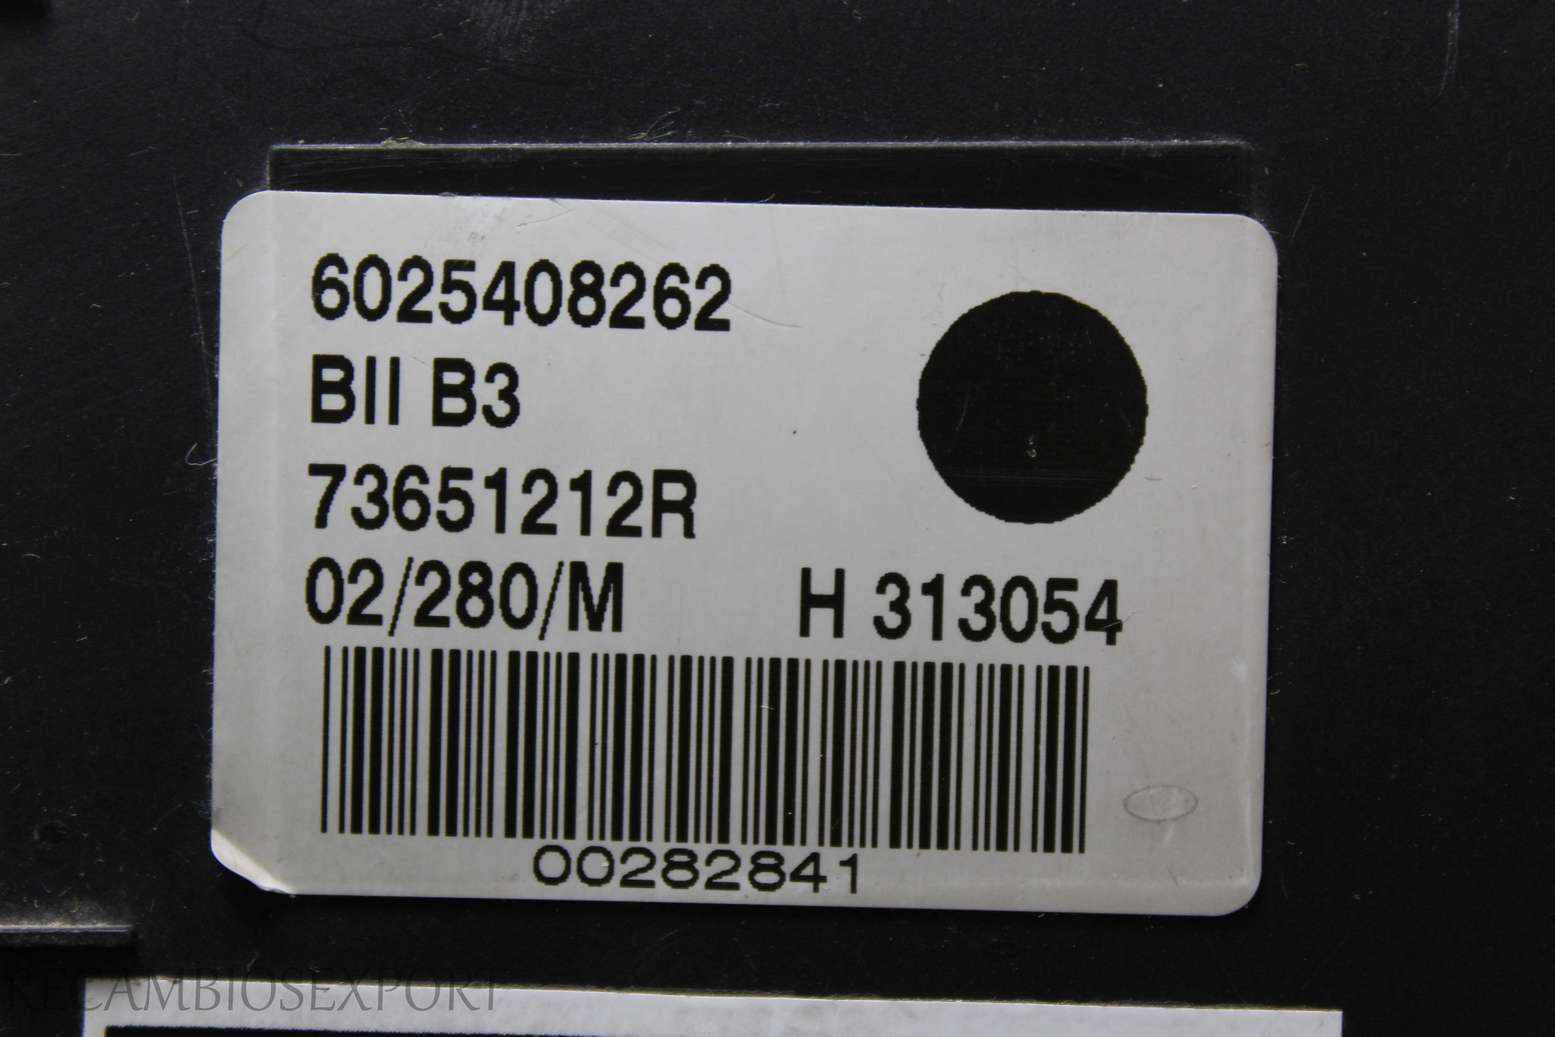 6025408262
BII B3
73651212R
02/280/M H 313054
00282841
RECAMBIOSEXPORT